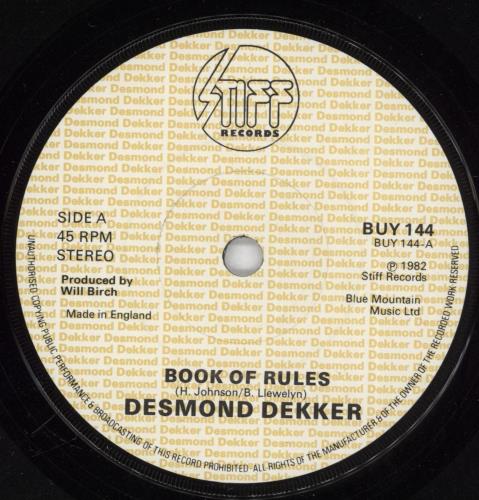 STIFF
RECORDS
SIDE A
45 RPM
STEREO
Produced by
Will Birch
Made in England
BUY 144
BUY 144-A
℗ 1982
Stiff Records
Blue Mountain
Music Ltd
BOOK OF RULES
(H. Johnson/B. Llewelyn)
DESMOND DEKKER
UNAUTHORISED COPYING PUBLIC PERFORMANCE & BROADCASTING OF THIS RECORD PROHIBITED. ALL RIGHTS OF THE MANUFACTURER & OF THE OWNER OF THE RECORDED WORK RESERVED